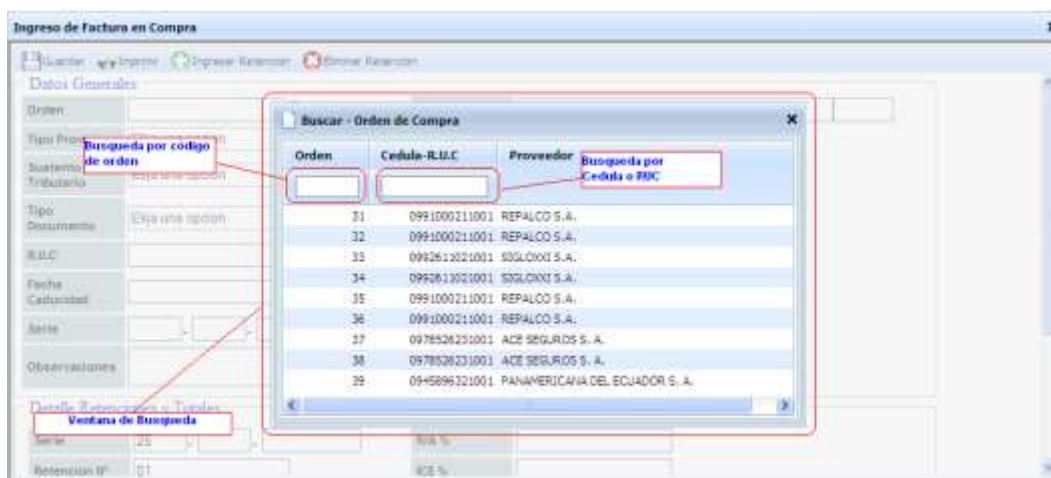 Ingreso de Factura en Compra
Guardar Imprimir Ingresar Retencion Eliminar Retencion
Datos Generales
Orden
Tipo
Busqueda por código
de orden
Sustento
Tributario
Elija una opcion
Tipo
Documento
Elija una opcion
R.U.C
Fecha
Caducidad
Serie
Observaciones
Buscar - Orden de Compra
Orden Cedula-R.U.C Proveedor
Busqueda por
Cedula o RUC
31 0991000211001 REPALCO S.A.
32 0991000211001 REPALCO S.A.
33 0992611021001 SIGLOXXI S.A.
34 0992611021001 SIGLOXXI S.A.
35 0991000211001 REPALCO S.A.
36 0991000211001 REPALCO S.A.
37 0978526231001 ACE SEGUROS S. A.
38 0978526231001 ACE SEGUROS S. A.
39 0945896321001 PANAMERICANA DEL ECUADOR S. A.
Detalle Retenciones y Totales
Ventana de Busqueda
Serie 25 IVA %
Retencion Nº 01 ICE %